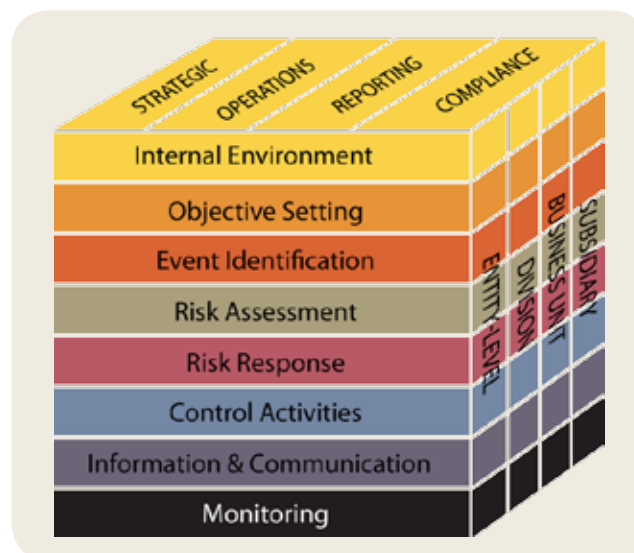 STRATEGIC
OPERATIONS
REPORTING
COMPLIANCE
Internal Environment
Objective Setting
Event Identification
Risk Assessment
Risk Response
Control Activities
Information & Communication
Monitoring
ENTITY-LEVEL
DIVISION
BUSINESS UNIT
SUBSIDIARY